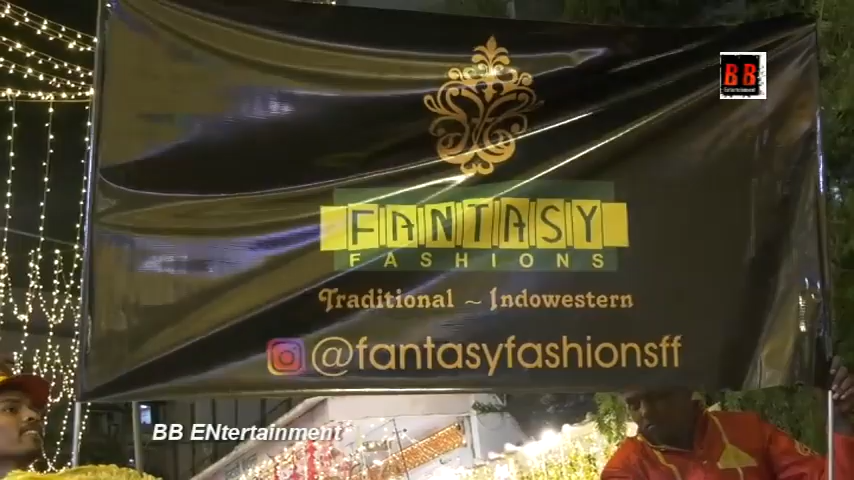 BB
FANTASY
FASHIONS
Traditional ~ Indowestern
@fantasyfashionsff
BB ENtertainment